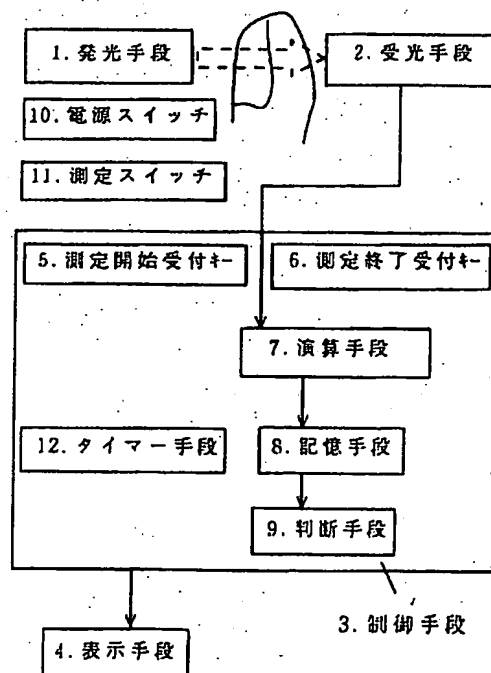 1. 発光手段
2. 受光手段
10. 電源スイッチ
11. 測定スイッチ
5. 測定開始受付キー
6. 測定終了受付キー
7. 演算手段
12. タイマー手段
8. 記憶手段
9. 判断手段
3. 制御手段
4. 表示手段